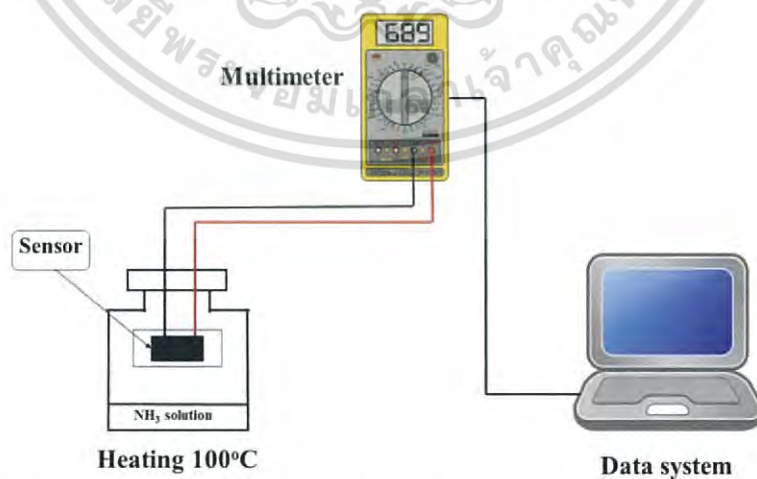 689
Multimeter
Sensor
NH₃ solution
Heating 100°C
Data system